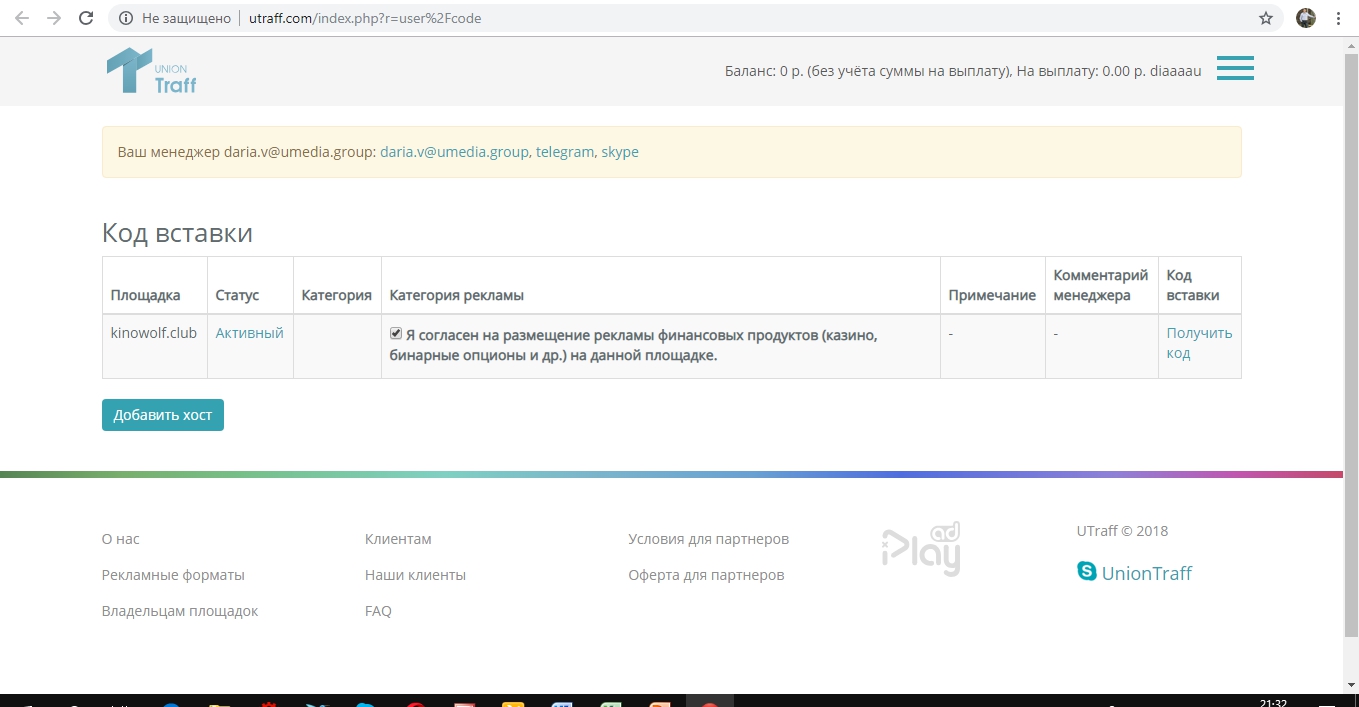 Не защищено | utraff.com/index.php?r=user%2Fcode
UNION
Traff
Баланс: 0 р. (без учёта суммы на выплату), На выплату: 0.00 р. diaaaau
Ваш менеджер daria.v@umedia.group: daria.v@umedia.group, telegram, skype
Код вставки
Площадка
Статус
Категория
Категория рекламы
Примечание
Комментарий
менеджера
Код
вставки
kinowolf.club
Активный
Я согласен на размещение рекламы финансовых продуктов (казино,
бинарные опционы и др.) на данной площадке.
-
-
Получить
код
Добавить хост
О нас
Рекламные форматы
Владельцам площадок
Клиентам
Наши клиенты
FAQ
Условия для партнеров
Оферта для партнеров
ad
Play
UTraff © 2018
UnionTraff
21:32